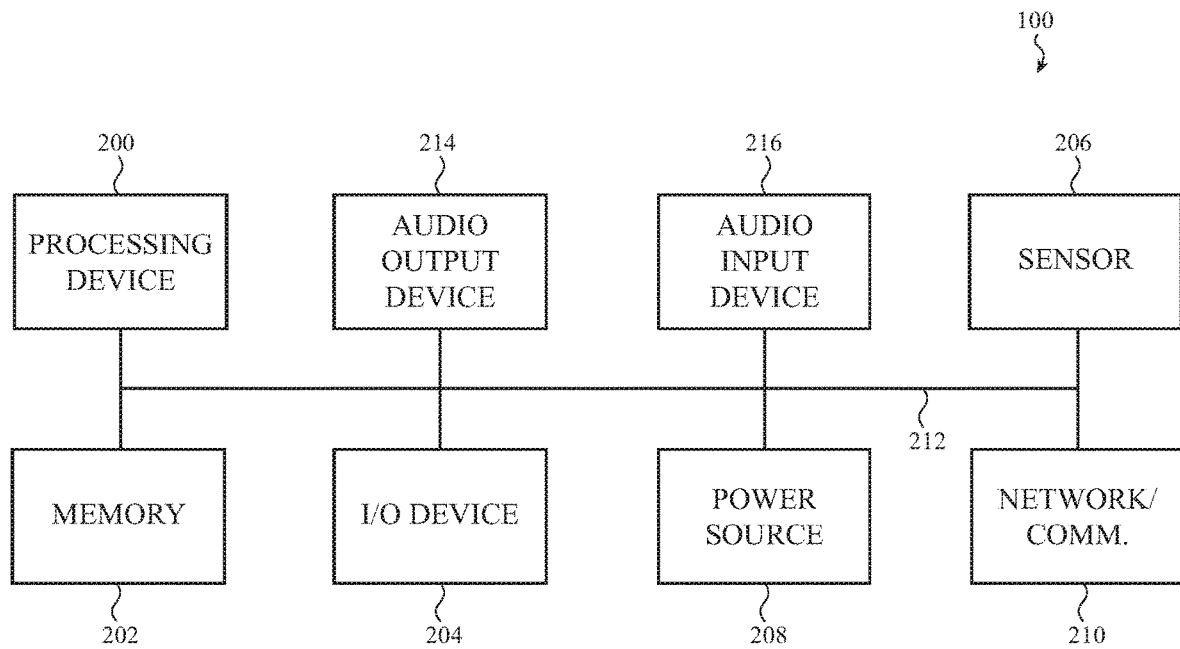 100
200
214
216
206
PROCESSING
DEVICE
AUDIO
OUTPUT
DEVICE
AUDIO
INPUT
DEVICE
SENSOR
212
MEMORY
I/O DEVICE
POWER
SOURCE
NETWORK/
COMM.
202
204
208
210